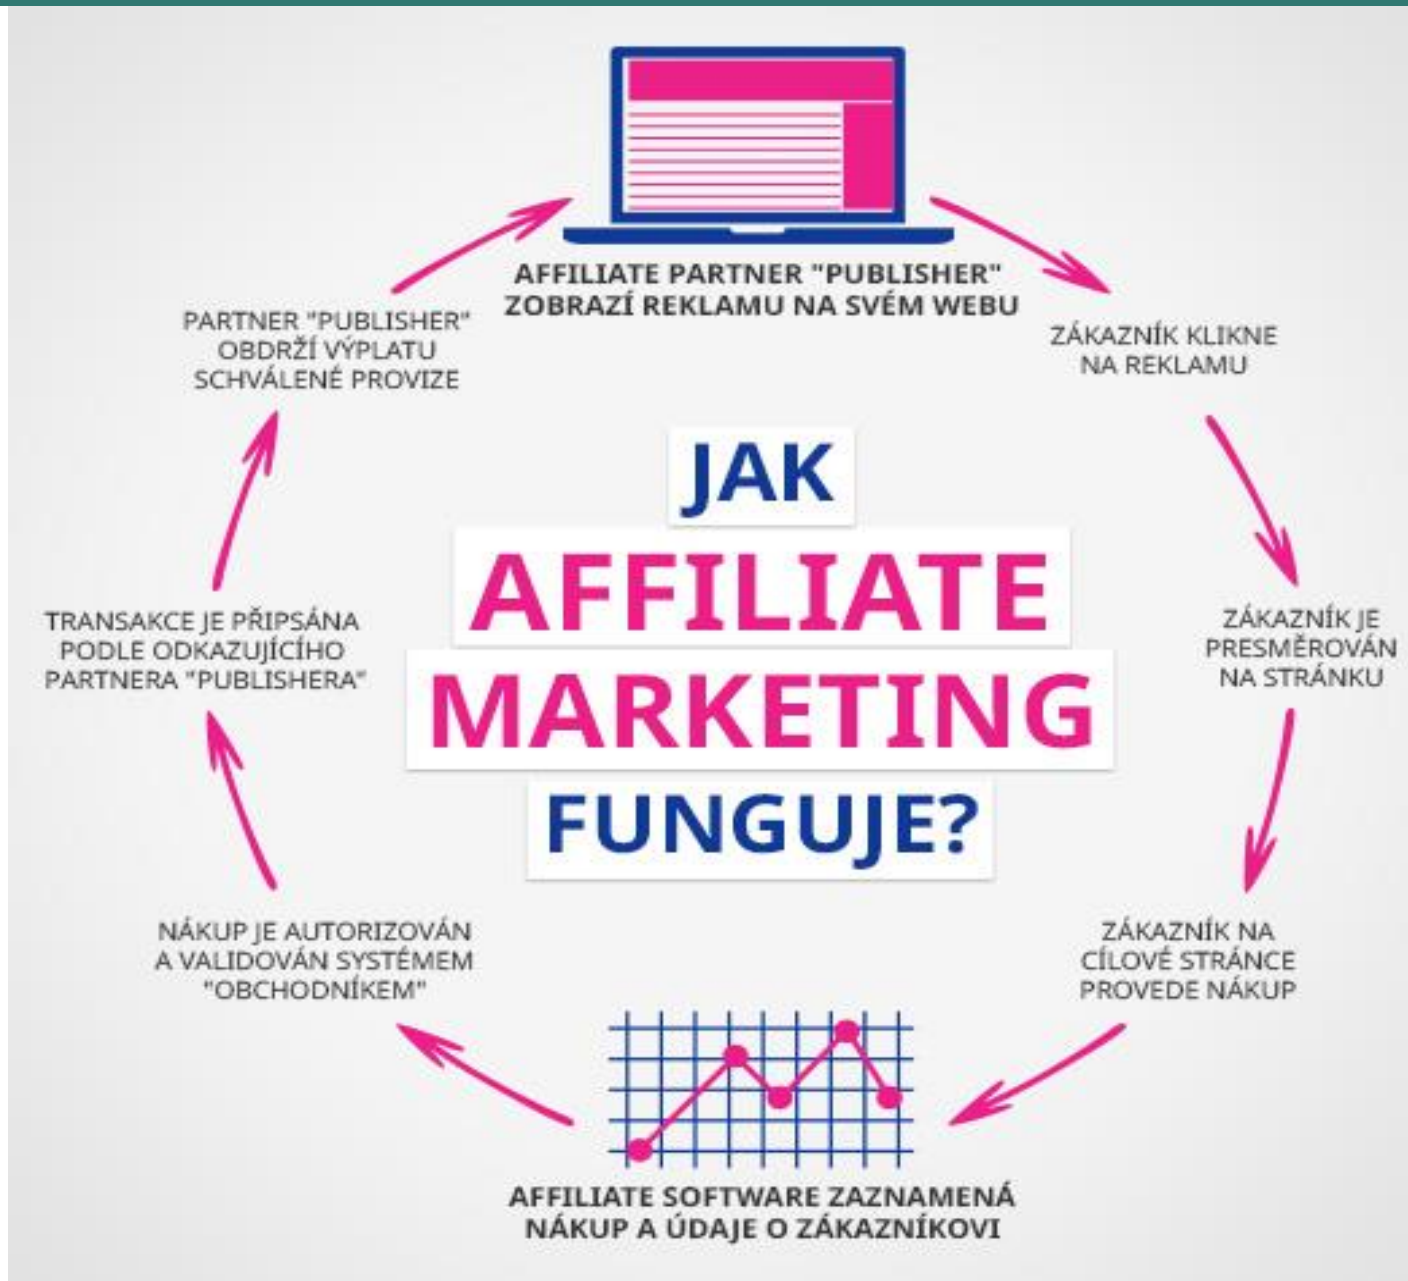 AFFILIATE PARTNER "PUBLISHER"
ZOBRAZÍ REKLAMU NA SVÉM WEBU
ZÁKAZNÍK KLIKNE
NA REKLAMU
ZÁKAZNÍK JE
PRESMĚROVÁN
NA STRÁNKU
ZÁKAZNÍK NA
CÍLOVÉ STRÁNCE
PROVEDE NÁKUP
AFFILIATE SOFTWARE ZAZNAMENÁ
NÁKUP A ÚDAJE O ZÁKAZNÍKOVI
NÁKUP JE AUTORIZOVÁN
A VALIDOVÁN SYSTÉMEM
"OBCHODNÍKEM"
TRANSAKCE JE PŘIPSÁNA
PODLE ODKAZUJÍCÍHO
PARTNERA "PUBLISHERA"
PARTNER "PUBLISHER"
OBDRŽÍ VÝPLATU
SCHVÁLENÉ PROVIZE
JAK
AFFILIATE
MARKETING
FUNGUJE?